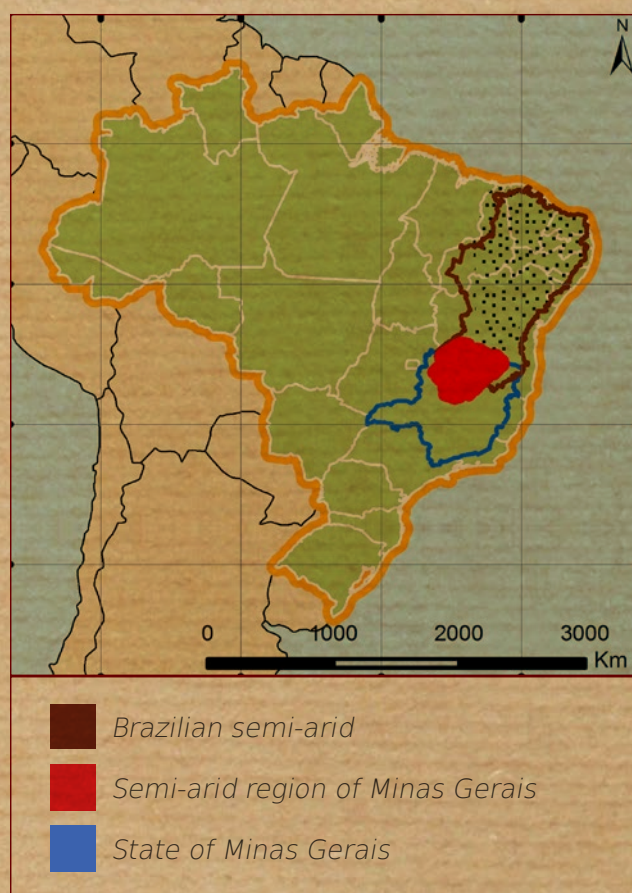 N
0 1000 2000 3000
Km
Brazilian semi-arid
Semi-arid region of Minas Gerais
State of Minas Gerais